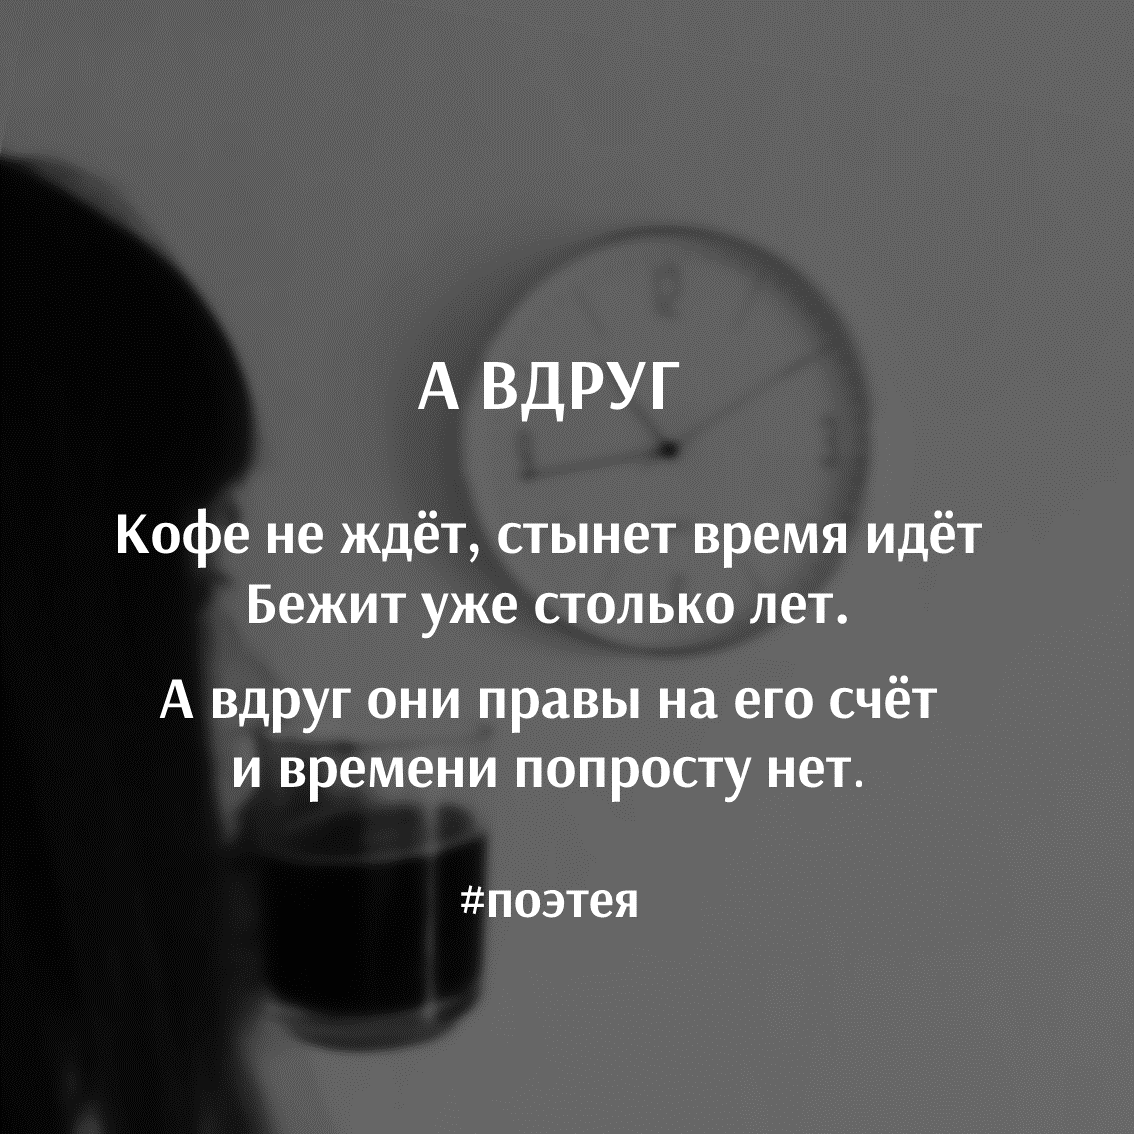 А ВДРУГ
Кофе не ждёт, стынет время идёт
Бежит уже столько лет.
А вдруг они правы на его счёт
и времени попросту нет.
#поэтея